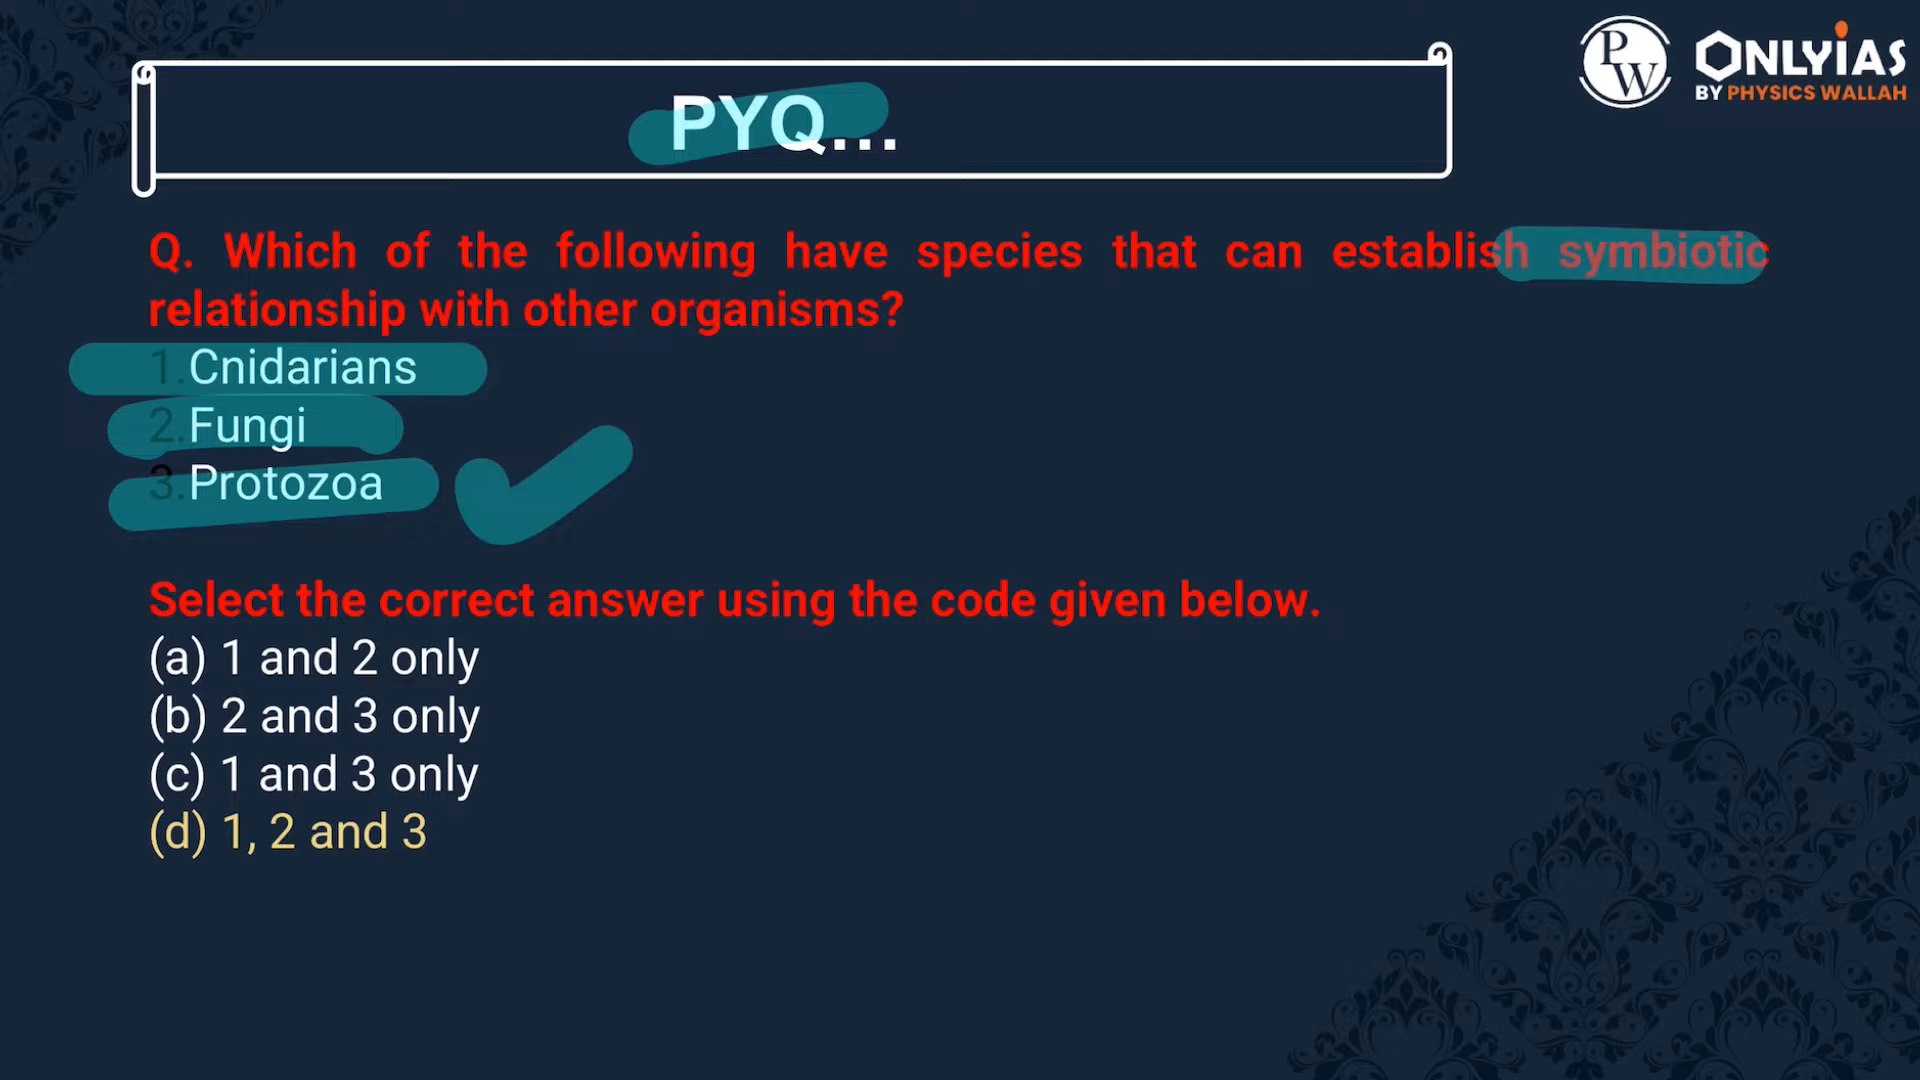 PW ONLYIAS
BY PHYSICS WALLAH
PYQ...
Q. Which of the following have species that can establish symbiotic
relationship with other organisms?
1. Cnidarians
2. Fungi
3. Protozoa
Select the correct answer using the code given below.
(a) 1 and 2 only
(b) 2 and 3 only
(c) 1 and 3 only
(d) 1, 2 and 3